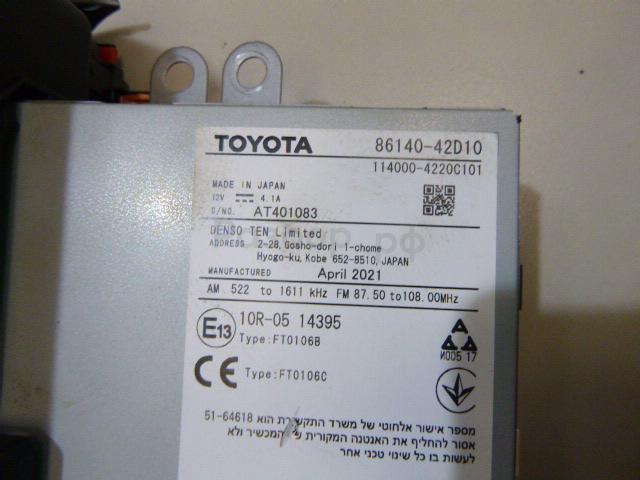 TOYOTA 86140-42D10
114000-4220C101
MADE IN JAPAN
12V 4.1A
S/NO. AT401083
DENSO TEN Limited
ADDRESS 2-28, Gosho-dori 1-chome
Hyogo-ku, Kobe 652-8510, JAPAN
MANUFACTURED April 2021
AM 522 to 1611 kHz FM 87.50 to 108.00MHz
E13 10R-05 14395
Type:FT0106B
И005 17
CE Type:FT0106C
מספר אישור אלחוטי של משרד התקשורת הוא 51-64618
אסור להחליף את האנטנה המקורית של המכשיר ולא
לעשות בו כל שינוי טכני אחר